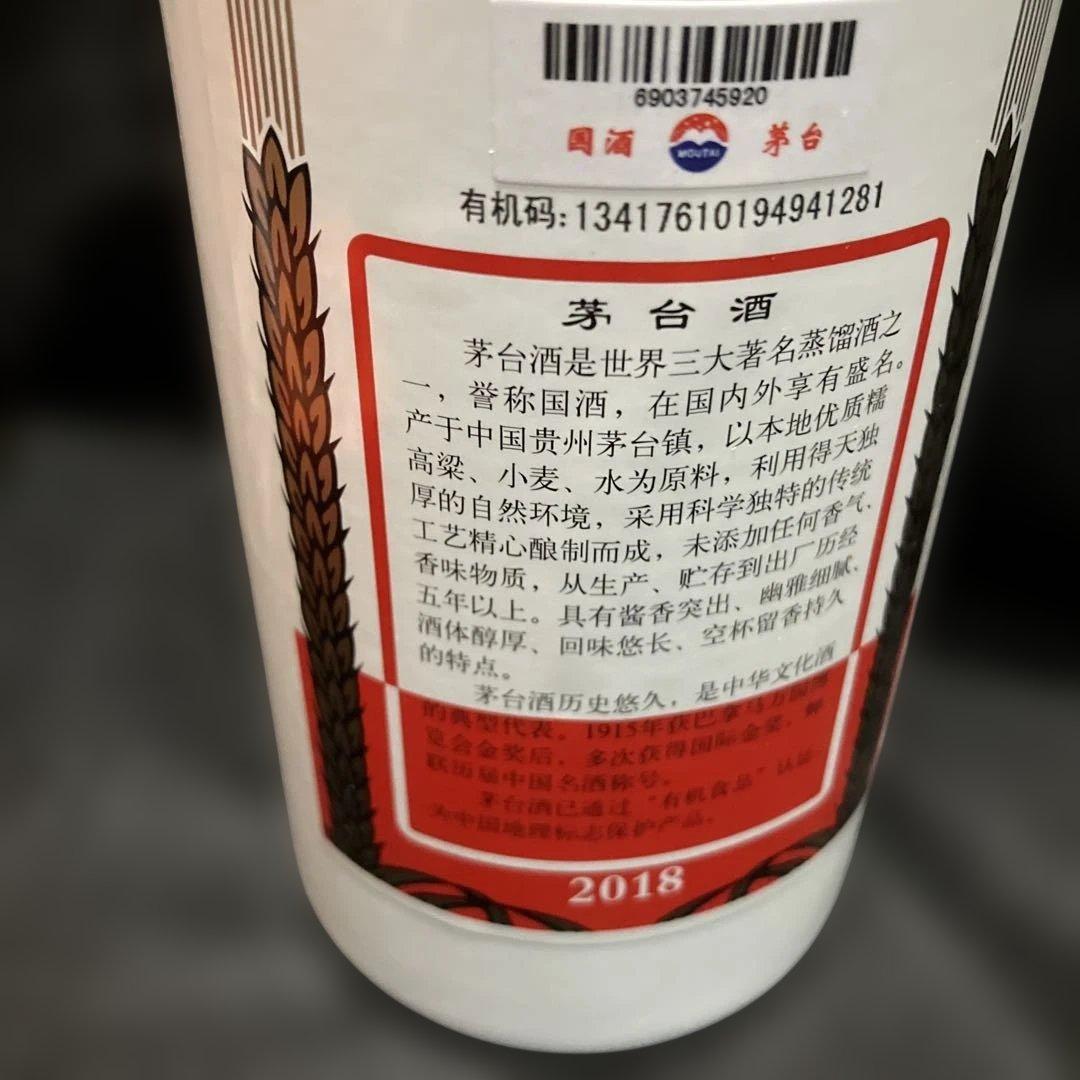 6903745920
国酒 MOUTAI 茅台
有机码:13417610194941281
茅台酒
茅台酒是世界三大著名蒸馏酒之
一，誉称国酒，在国内外享有盛名。
产于中国贵州茅台镇，以本地优质糯
高粱、小麦、水为原料，利用得天独
厚的自然环境，采用科学独特的传统
工艺精心酿制而成，未添加任何香气、
香味物质，从生产、贮存到出厂历经
五年以上。具有酱香突出、幽雅细腻、
酒体醇厚、回味悠长、空杯留香持久
的特点。
茅台酒历史悠久，是中华文化酒
的典型代表。1915年获巴拿马万国博
览会金奖后，多次获得国际金奖，蝉
联历届中国名酒称号。
茅台酒已通过"有机食品"认证，
为中国地理标志保护产品。
2018